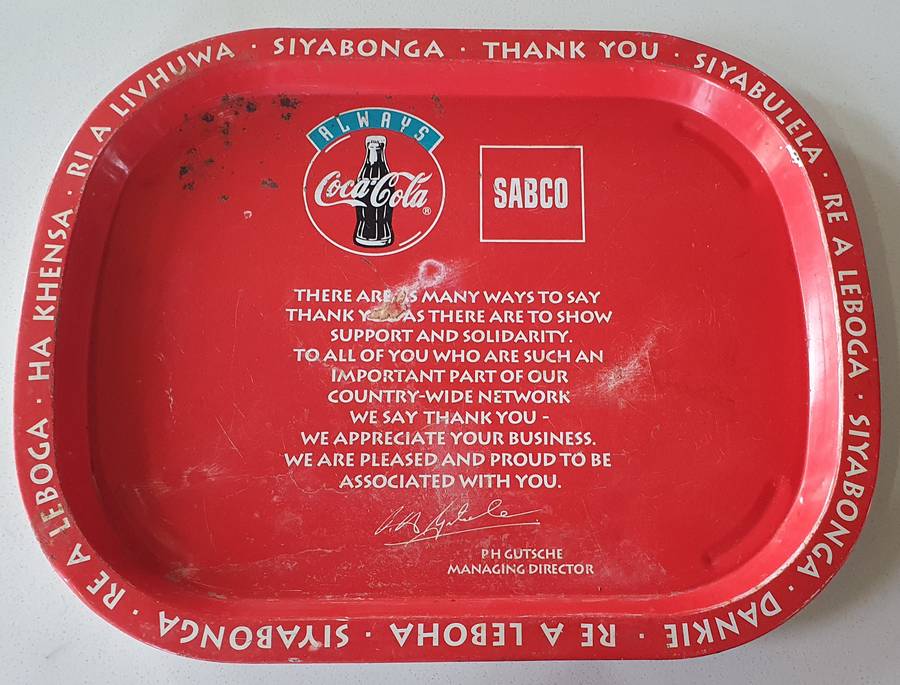 RI A LIVHUWA · SIYABONGA · THANK YOU · SIYABULELA · RE A LEBOGA · SIYABONGA · DANKIE · RE A LEBOHA · SIYABONGA · RE A LEBOGA · HA KHENSA ·
ALWAYS
Coca-Cola ®
SABCO
THERE ARE AS MANY WAYS TO SAY
THANK AS THERE ARE TO SHOW
SUPPORT AND SOLIDARITY.
TO ALL OF YOU WHO ARE SUCH AN
IMPORTANT PART OF OUR
COUNTRY-WIDE NETWORK
WE SAY THANK YOU -
WE APPRECIATE YOUR BUSINESS.
WE ARE PLEASED AND PROUD TO BE
ASSOCIATED WITH YOU.
P H GUTSCHE
MANAGING DIRECTOR